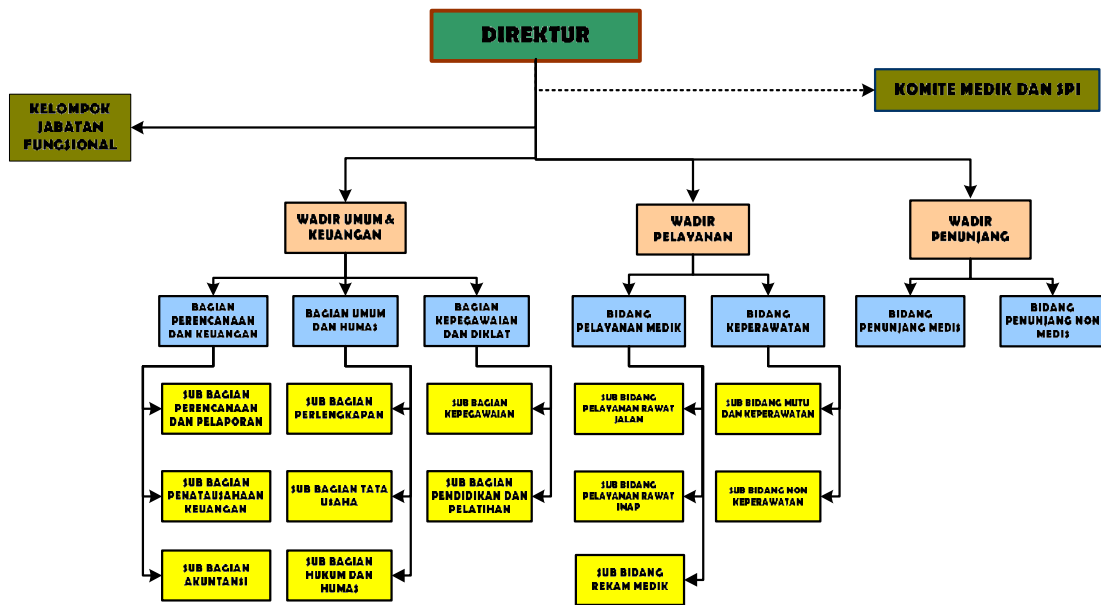 DIREKTUR
KOMITE MEDIK DAN SPI
KELOMPOK
JABATAN
FUNGSIONAL
WADIR UMUM &
KEUANGAN
WADIR
PELAYANAN
WADIR
PENUNJANG
BAGIAN
PERENCANAAN
DAN KEUANGAN
BAGIAN UMUM
DAN HUMAS
BAGIAN
KEPEGAWAIAN
DAN DIKLAT
BIDANG
PELAYANAN MEDIK
BIDANG
KEPERAWATAN
BIDANG
PENUNJANG MEDIS
BIDANG
PENUNJANG NON
MEDIS
SUB BAGIAN
PERENCANAAN
DAN PELAPORAN
SUB BAGIAN
PERLENGKAPAN
SUB BAGIAN
KEPEGAWAIAN
SUB BIDANG
PELAYANAN RAWAT
JALAN
SUB BIDANG MUTU
DAN KEPERAWATAN
SUB BAGIAN
PENATAUSAHAAN
KEUANGAN
SUB BAGIAN TATA
USAHA
SUB BAGIAN
PENDIDIKAN DAN
PELATIHAN
SUB BIDANG
PELAYANAN RAWAT
INAP
SUB BIDANG NON
KEPERAWATAN
SUB BAGIAN
AKUNTANSI
SUB BAGIAN
HUKUM DAN
HUMAS
SUB BIDANG
REKAM MEDIK